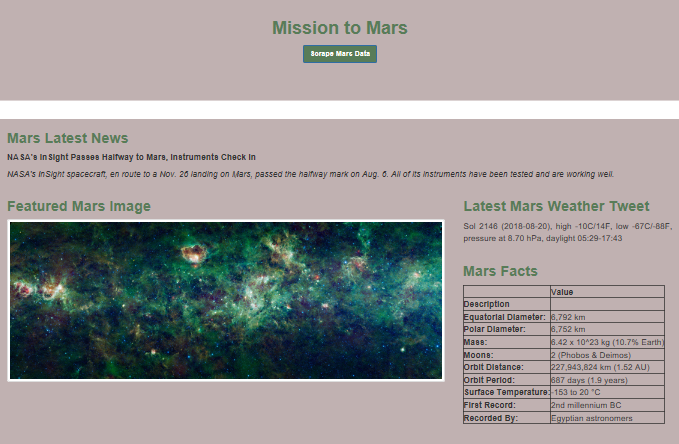 Mission to Mars
Scrape Mars Data
Mars Latest News
NASA's InSight Passes Halfway to Mars, Instruments Check In
NASA's InSight spacecraft, en route to a Nov. 26 landing on Mars, passed the halfway mark on Aug. 6. All of its instruments have been tested and are working well.
Featured Mars Image
Latest Mars Weather Tweet
Sol 2146 (2018-08-20), high -10C/14F, low -67C/-88F,
pressure at 8.70 hPa, daylight 05:29-17:43
Mars Facts
Value
Description
Equatorial Diameter: 6,792 km
Polar Diameter: 6,752 km
Mass: 6.42 x 10^23 kg (10.7% Earth)
Moons: 2 (Phobos & Deimos)
Orbit Distance: 227,943,824 km (1.52 AU)
Orbit Period: 687 days (1.9 years)
Surface Temperature: -153 to 20 °C
First Record: 2nd millennium BC
Recorded By: Egyptian astronomers